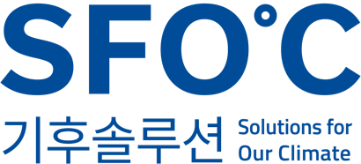 SFO°C
기후솔루션
Solutions for
Our Climate